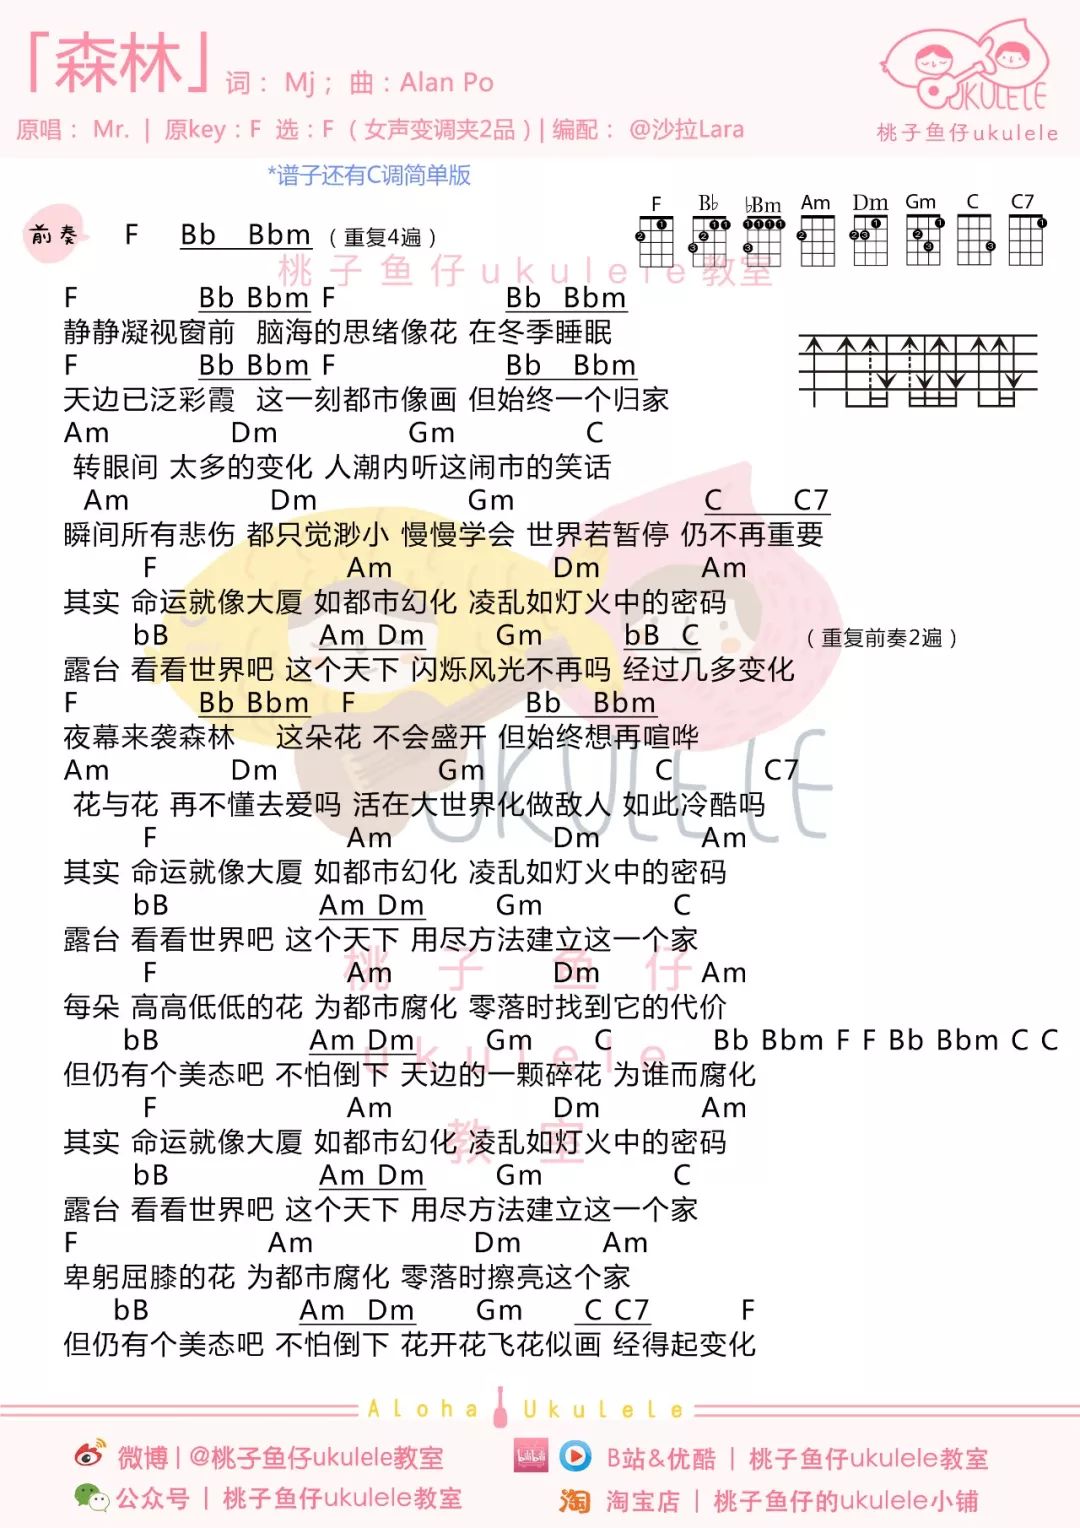 「森林」 词： Mj ； 曲：Alan Po
原唱： Mr. | 原key：F 选：F （女声变调夹2品）| 编配： @沙拉Lara
UKULELE
桃子鱼仔ukulele
*谱子还有C调简单版
F B♭ ♭Bm Am Dm Gm C C7
前奏 F Bb Bbm （重复4遍）
桃子鱼仔ukulele教室
F Bb Bbm F Bb Bbm
静静凝视窗前 脑海的思绪像花 在冬季睡眠
F Bb Bbm F Bb Bbm
天边已泛彩霞 这一刻都市像画 但始终一个归家
Am Dm Gm C
转眼间 太多的变化 人潮内听这闹市的笑话
Am Dm Gm C C7
瞬间所有悲伤 都只觉渺小 慢慢学会 世界若暂停 仍不再重要
F Am Dm Am
其实 命运就像大厦 如都市幻化 凌乱如灯火中的密码
bB Am Dm Gm bB C （重复前奏2遍）
露台 看看世界吧 这个天下 闪烁风光不再吗 经过几多变化
F Bb Bbm F Bb Bbm
夜幕来袭森林 这朵花 不会盛开 但始终想再喧哗
Am Dm Gm C C7
花与花 再不懂去爱吗 活在大世界化做敌人 如此冷酷吗
UKULELE
F Am Dm Am
其实 命运就像大厦 如都市幻化 凌乱如灯火中的密码
bB Am Dm Gm C
露台 看看世界吧 这个天下 用尽方法建立这一个家
桃子鱼仔
F Am Dm Am
每朵 高高低低的花 为都市腐化 零落时找到它的代价
bB Am Dm Gm C Bb Bbm F F Bb Bbm C C
ukulele
但仍有个美态吧 不怕倒下 天边的一颗碎花 为谁而腐化
F Am Dm Am
其实 命运就像大厦 如都市幻化 凌乱如灯火中的密码
教室
bB Am Dm Gm C
露台 看看世界吧 这个天下 用尽方法建立这一个家
F Am Dm Am
卑躬屈膝的花 为都市腐化 零落时擦亮这个家
bB Am Dm Gm C C7 F
但仍有个美态吧 不怕倒下 花开花飞花似画 经得起变化
Aloha Ukulele
微博 | @桃子鱼仔ukulele教室
bilibili B站&优酷 | 桃子鱼仔ukulele教室
公众号 | 桃子鱼仔ukulele教室
淘 淘宝店 | 桃子鱼仔的ukulele小铺